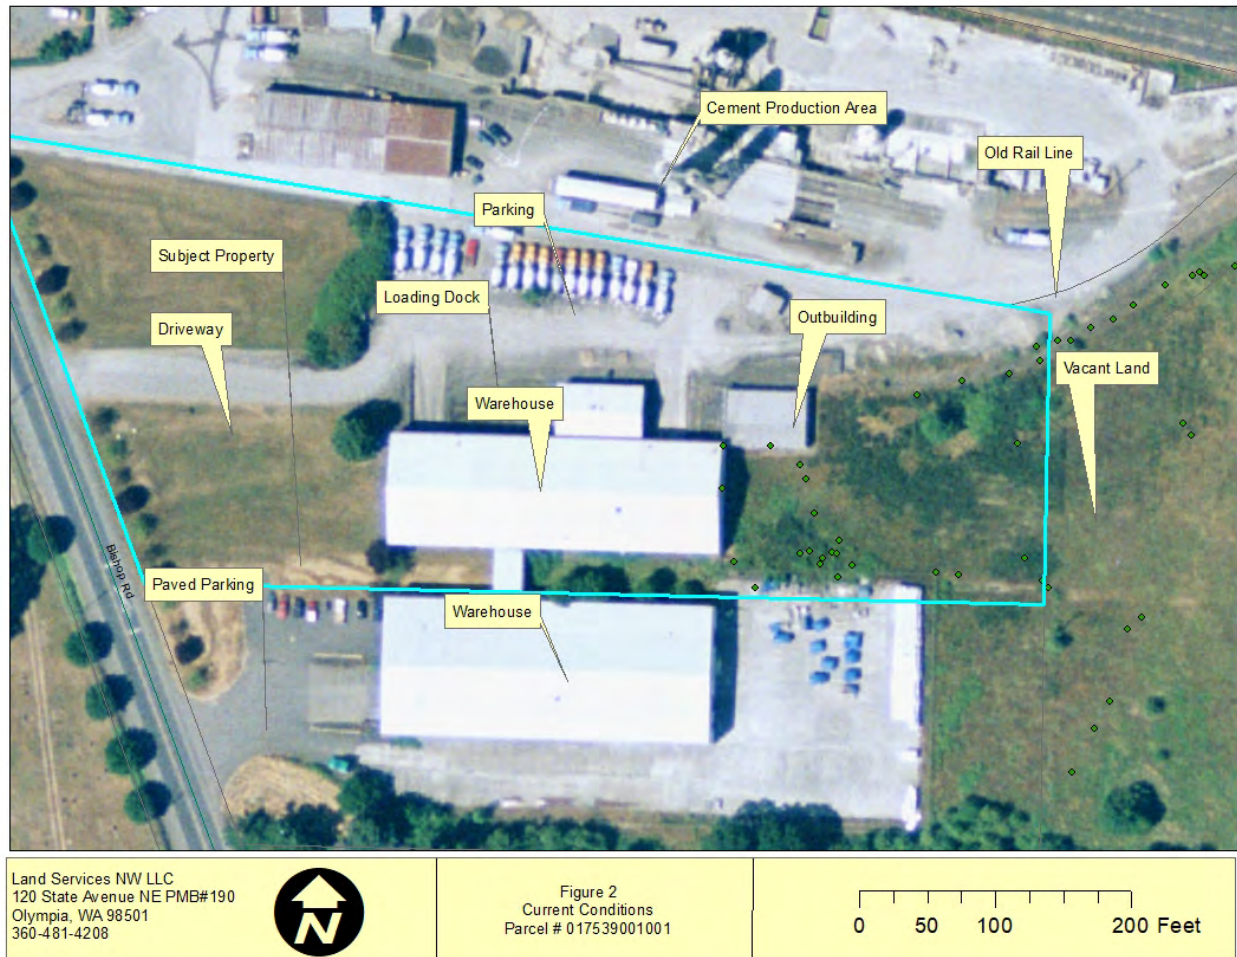 Cement Production Area
Old Rail Line
Parking
Subject Property
Loading Dock
Driveway
Outbuilding
Vacant Land
Warehouse
Bishop Rd
Paved Parking
Warehouse
Land Services NW LLC
120 State Avenue NE PMB#190
Olympia, WA 98501
360-481-4208
N
Figure 2
Current Conditions
Parcel # 017539001001
0 50 100 200 Feet